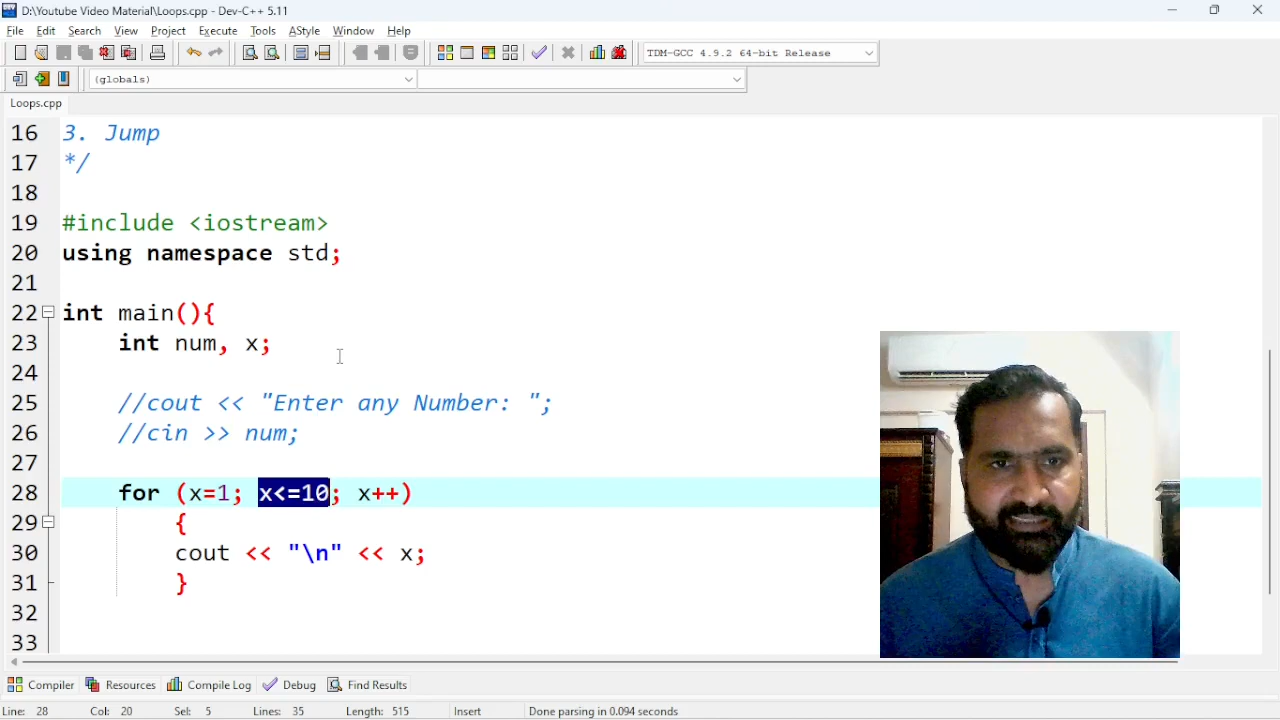 D:\Youtube Video Material\Loops.cpp - Dev-C++ 5.11
File Edit Search View Project Execute Tools AStyle Window Help
TDM-GCC 4.9.2 64-bit Release
(globals)
Loops.cpp
16 3. Jump
17 */
18
19 #include <iostream>
20 using namespace std;
21
22 int main(){
23 int num, x;
24
25 //cout << "Enter any Number: ";
26 //cin >> num;
27
28 for (x=1; x<=10; x++)
29 {
30 cout << "\n" << x;
31 }
32
33
Compiler Resources Compile Log Debug Find Results
Line: 28 Col: 20 Sel: 5 Lines: 35 Length: 515 Insert Done parsing in 0.094 seconds